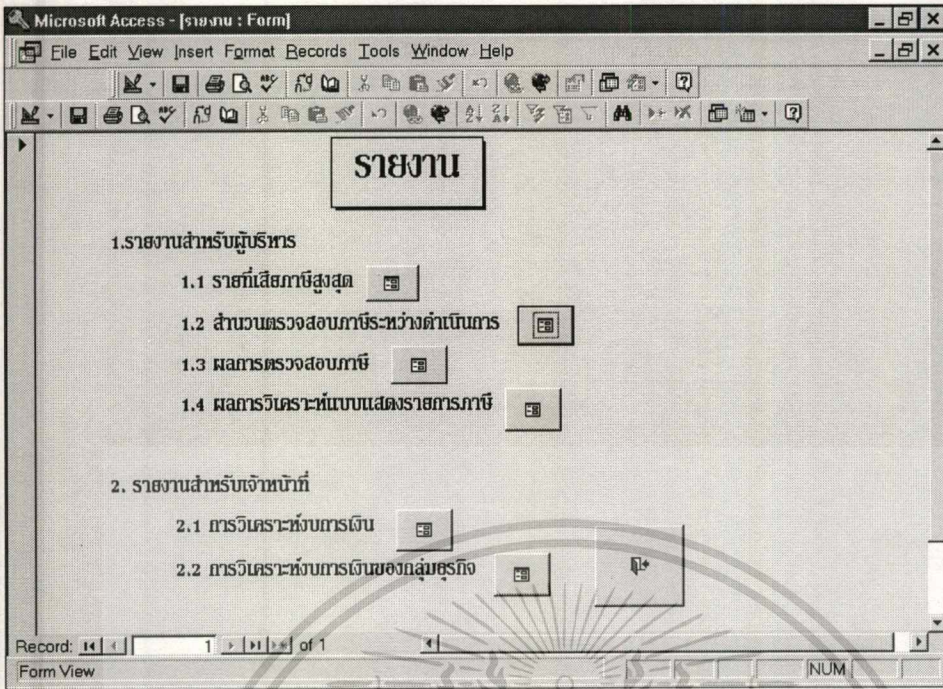 Microsoft Access - [รายงาน : Form]
File Edit View Insert Format Records Tools Window Help
รายงาน
1.รายงานสำหรับผู้บริหาร
1.1 รายที่เสียภาษีสูงสุด
1.2 สำนวนตรวจสอบภาษีระหว่างดำเนินการ
1.3 ผลการตรวจสอบภาษี
1.4 ผลการวิเคราะห์แบบแสดงรายการภาษี
2. รายงานสำหรับเจ้าหน้าที่
2.1 การวิเคราะห์งบการเงิน
2.2 การวิเคราะห์งบการเงินของกลุ่มธุรกิจ
Record: 1 of 1
Form View NUM